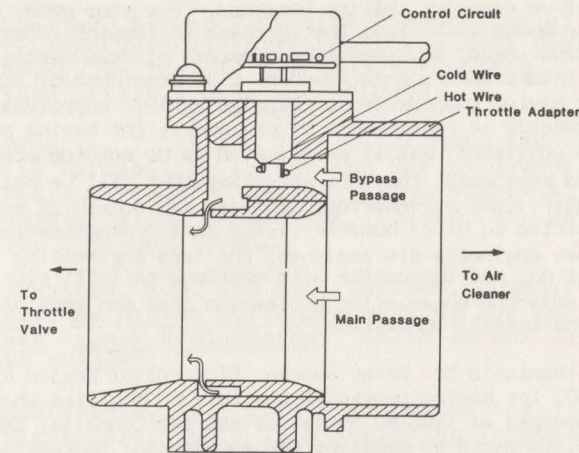 Control Circuit
Cold Wire
Hot Wire
Throttle Adapter
Bypass
Passage
To Air
Cleaner
To
Throttle
Valve
Main Passage